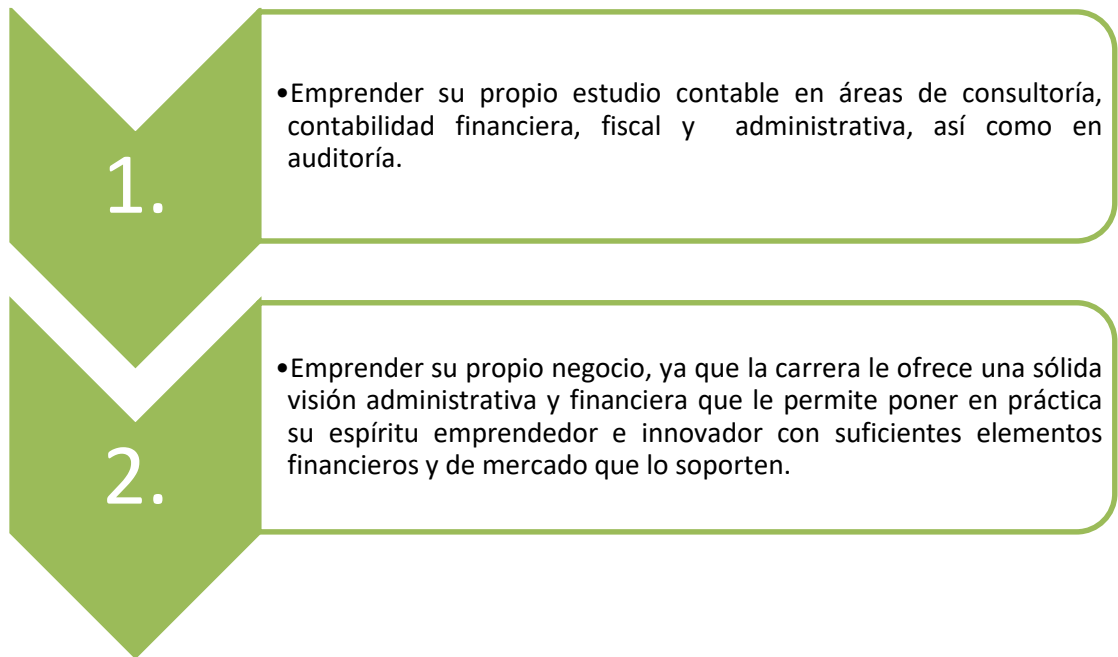 1.
•Emprender su propio estudio contable en áreas de consultoría,
contabilidad financiera, fiscal y administrativa, así como en
auditoría.
2.
•Emprender su propio negocio, ya que la carrera le ofrece una sólida
visión administrativa y financiera que le permite poner en práctica
su espíritu emprendedor e innovador con suficientes elementos
financieros y de mercado que lo soporten.